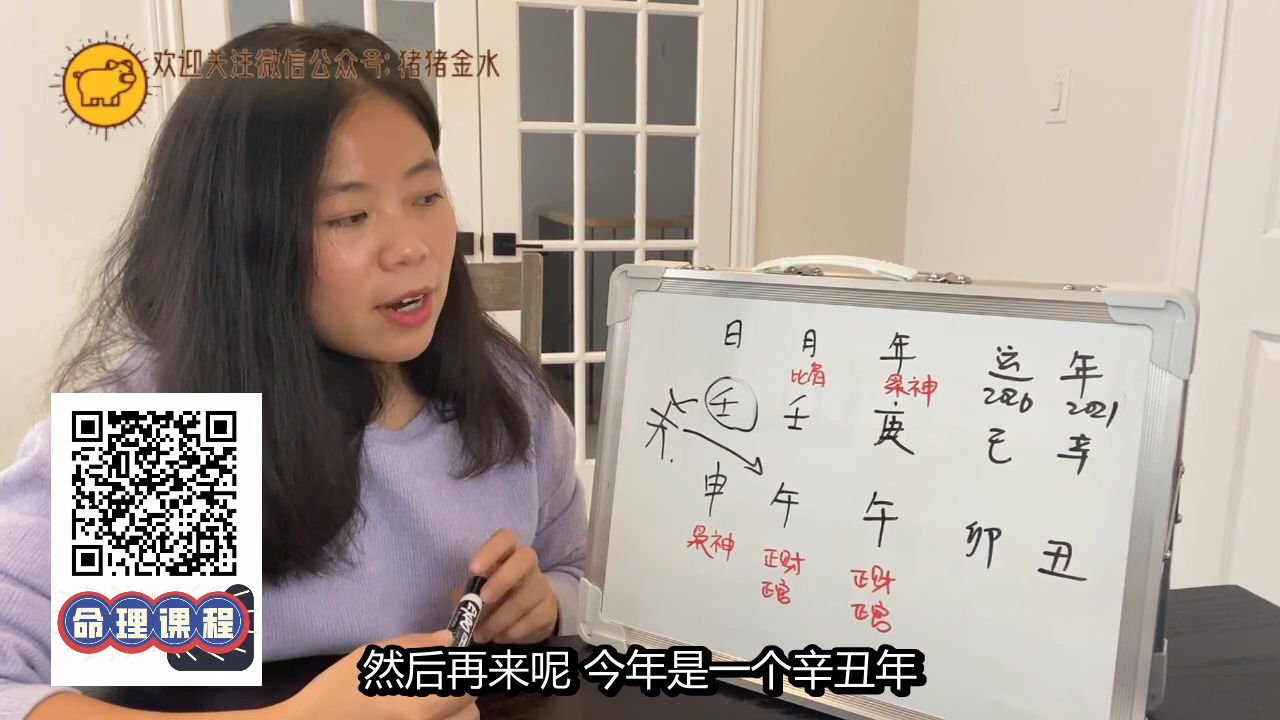 欢迎关注微信公众号: 猪猪金水
日 月 年 运 年
比肩 枭神 2020 2021
壬 壬 庚 己 辛
申 午 午 卯 丑
枭神 正财 正财
正官 正官
EXPO
命理课程
然后再来呢 今年是一个辛丑年